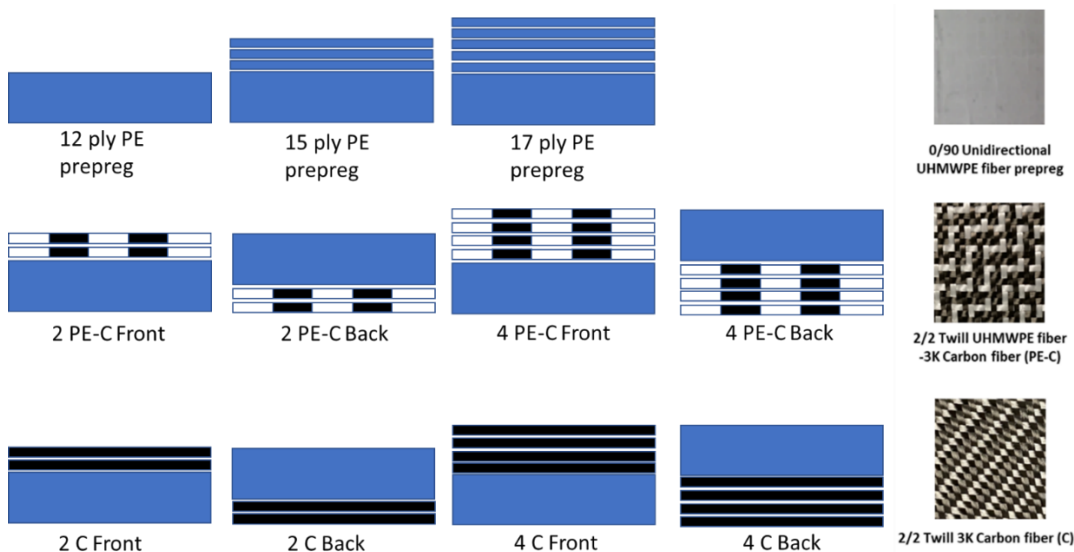 12 ply PE
prepreg
15 ply PE
prepreg
17 ply PE
prepreg
0/90 Unidirectional
UHMWPE fiber prepreg
2 PE-C Front
2 PE-C Back
4 PE-C Front
4 PE-C Back
2/2 Twill UHMWPE fiber
-3K Carbon fiber (PE-C)
2 C Front
2 C Back
4 C Front
4 C Back
2/2 Twill 3K Carbon fiber (C)